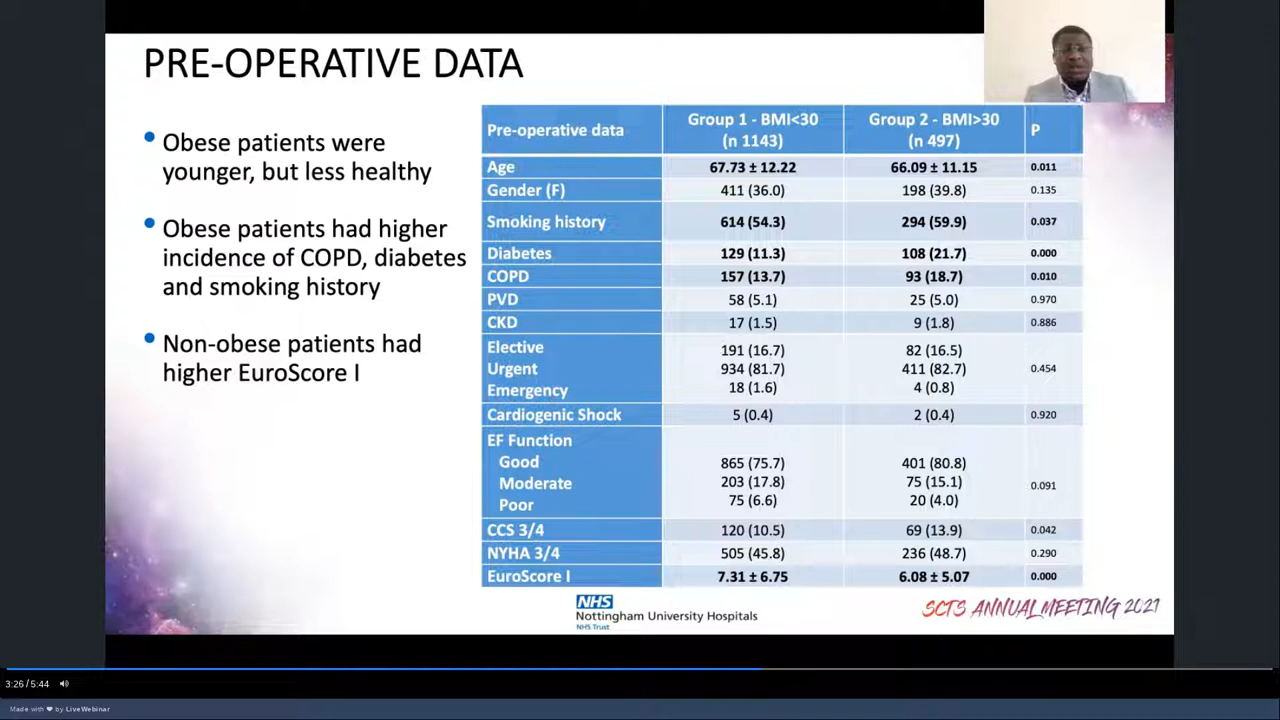 PRE-OPERATIVE DATA
Obese patients were
younger, but less healthy
Obese patients had higher
incidence of COPD, diabetes
and smoking history
Non-obese patients had
higher EuroScore I
Pre-operative data Group 1 - BMI<30 (n 1143) Group 2 - BMI>30 (n 497) P
Age 67.73 ± 12.22 66.09 ± 11.15 0.011
Gender (F) 411 (36.0) 198 (39.8) 0.135
Smoking history 614 (54.3) 294 (59.9) 0.037
Diabetes 129 (11.3) 108 (21.7) 0.000
COPD 157 (13.7) 93 (18.7) 0.010
PVD 58 (5.1) 25 (5.0) 0.970
CKD 17 (1.5) 9 (1.8) 0.886
Elective 191 (16.7) 82 (16.5)
Urgent 934 (81.7) 411 (82.7) 0.454
Emergency 18 (1.6) 4 (0.8)
Cardiogenic Shock 5 (0.4) 2 (0.4) 0.920
EF Function
Good 865 (75.7) 401 (80.8)
Moderate 203 (17.8) 75 (15.1) 0.091
Poor 75 (6.6) 20 (4.0)
CCS 3/4 120 (10.5) 69 (13.9) 0.042
NYHA 3/4 505 (45.8) 236 (48.7) 0.290
EuroScore I 7.31 ± 6.75 6.08 ± 5.07 0.000
NHS
Nottingham University Hospitals
NHS Trust
SCTS ANNUAL MEETING 2021
3:26 / 5:44
Made with ❤ by LiveWebinar